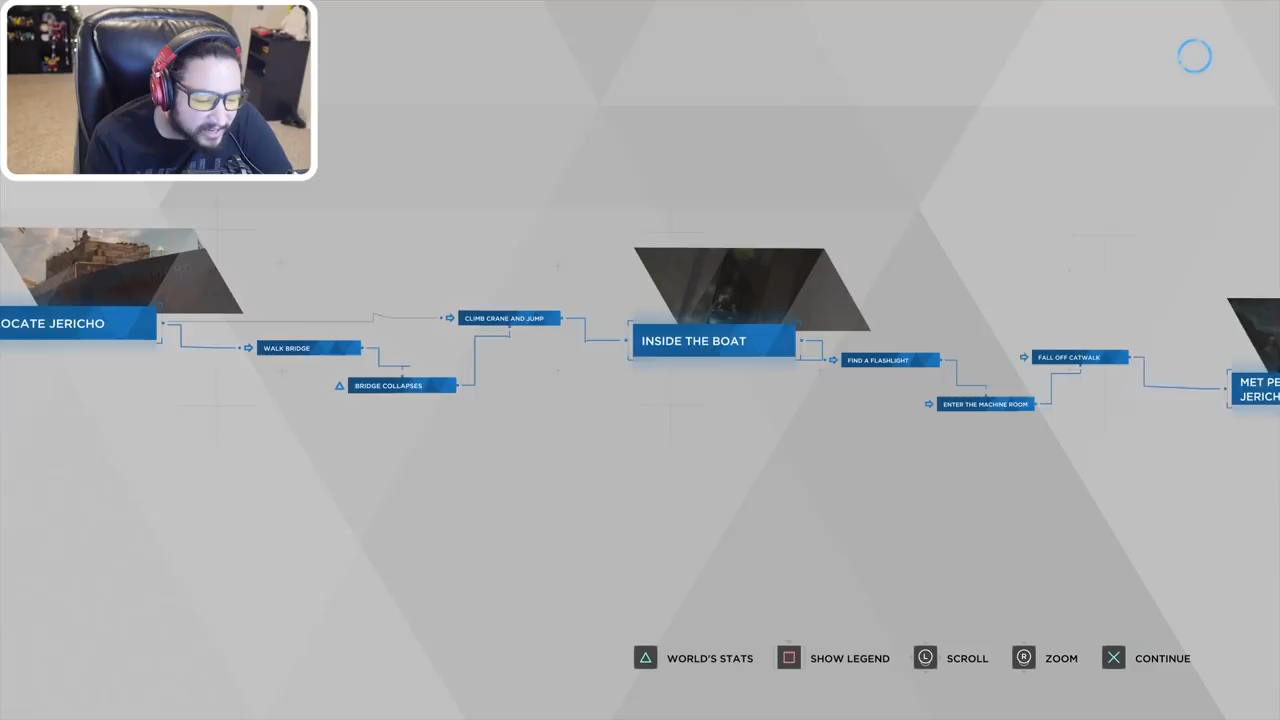 OCATE JERICHO
CLIMB CRANE AND JUMP
WALK BRIDGE
BRIDGE COLLAPSES
INSIDE THE BOAT
FIND A FLASHLIGHT
ENTER THE MACHINE ROOM
FALL OFF CATWALK
MET PE
JERICH
WORLD'S STATS
SHOW LEGEND
L
SCROLL
R
ZOOM
CONTINUE